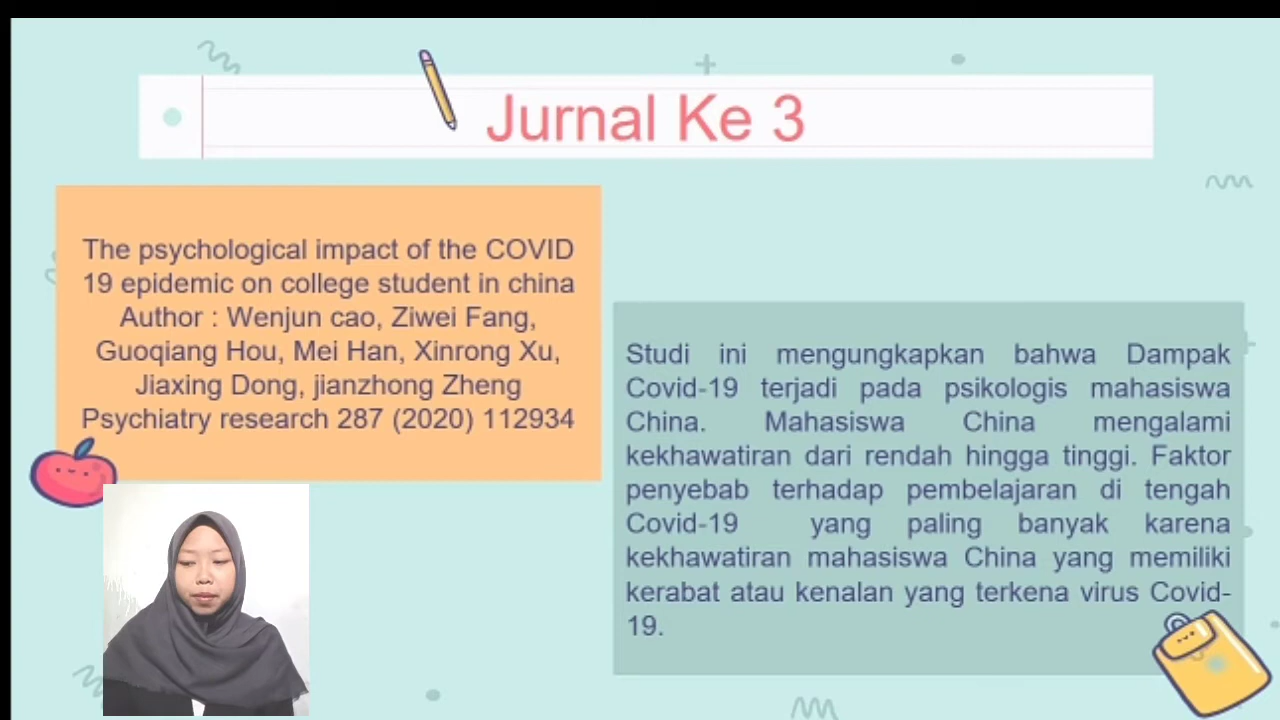 Jurnal Ke 3
The psychological impact of the COVID
19 epidemic on college student in china
Author : Wenjun cao, Ziwei Fang,
Guoqiang Hou, Mei Han, Xinrong Xu,
Jiaxing Dong, jianzhong Zheng
Psychiatry research 287 (2020) 112934
Studi ini mengungkapkan bahwa Dampak
Covid-19 terjadi pada psikologis mahasiswa
China. Mahasiswa China mengalami
kekhawatiran dari rendah hingga tinggi. Faktor
penyebab terhadap pembelajaran di tengah
Covid-19 yang paling banyak karena
kekhawatiran mahasiswa China yang memiliki
kerabat atau kenalan yang terkena virus Covid-
19.